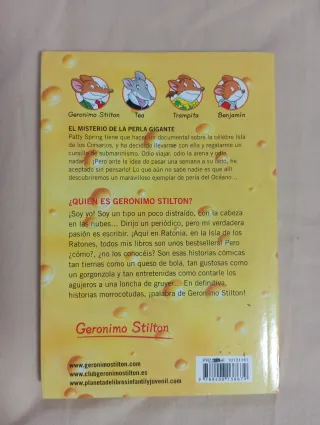 Geronimo Stilton
Tea
Trampita
Benjamín
EL MISTERIO DE LA PERLA GIGANTE
Patty Spring tiene que hacer un documental sobre la célebre Isla
de los Corsarios, y ha decidido llevarnos con ella y regalarme un
cursillo de submarinismo. Odio viajar, odio la arena y odio
nadar... ¡Pero ante la idea de pasar una semana a su lado, he
aceptado sin pensarlo! Lo que aún no sabe nadie es que allí
descubriremos un maravilloso ejemplar de perla del Océano...
¿QUIÉN ES GERONIMO STILTON?
¡Soy yo! Soy un tipo un poco distraído, con la cabeza
en las nubes... Dirijo un periódico, pero mi verdadera
pasión es escribir. ¡Aquí en Ratonia, en la Isla de los
Ratones, todos mis libros son unos bestsellers! Pero
¿cómo?, ¿no los conocéis? Son esas historias cómicas
tan tiernas como un queso de bola, tan gustosas como
un gorgonzola y tan entretenidas como contarle los
agujeros a una loncha de gruyer... En definitiva,
historias morrocotudas, ¡palabra de Geronimo Stilton!
Geronimo Stilton
www.geronimostilton.com
www.clubgeronimostilton.es
www.planetadelibrosinfantilyjuvenil.com